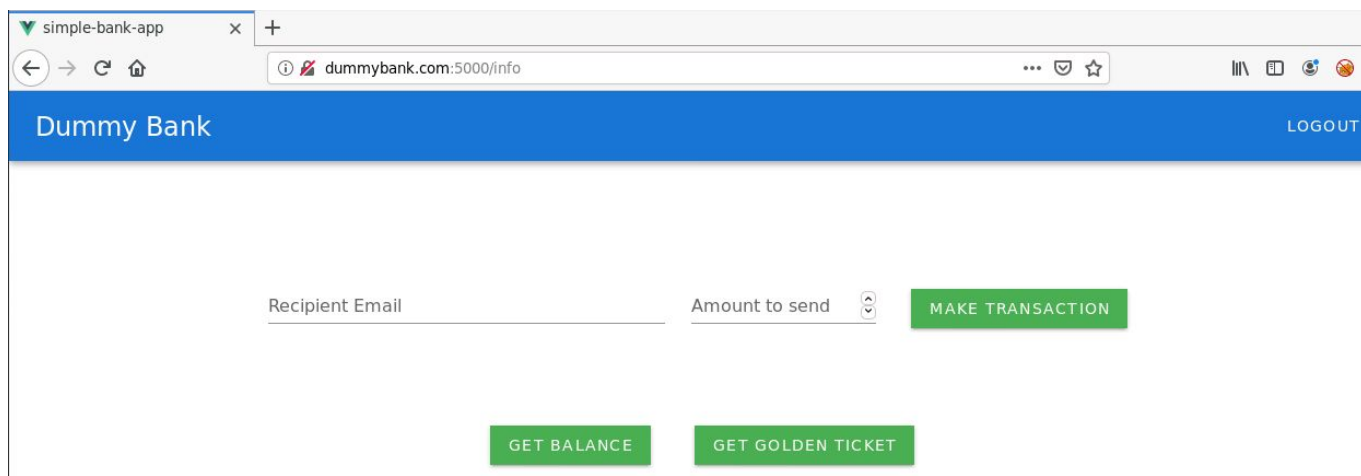 simple-bank-app
dummybank.com:5000/info
Dummy Bank
LOGOUT
Recipient Email
Amount to send
MAKE TRANSACTION
GET BALANCE
GET GOLDEN TICKET